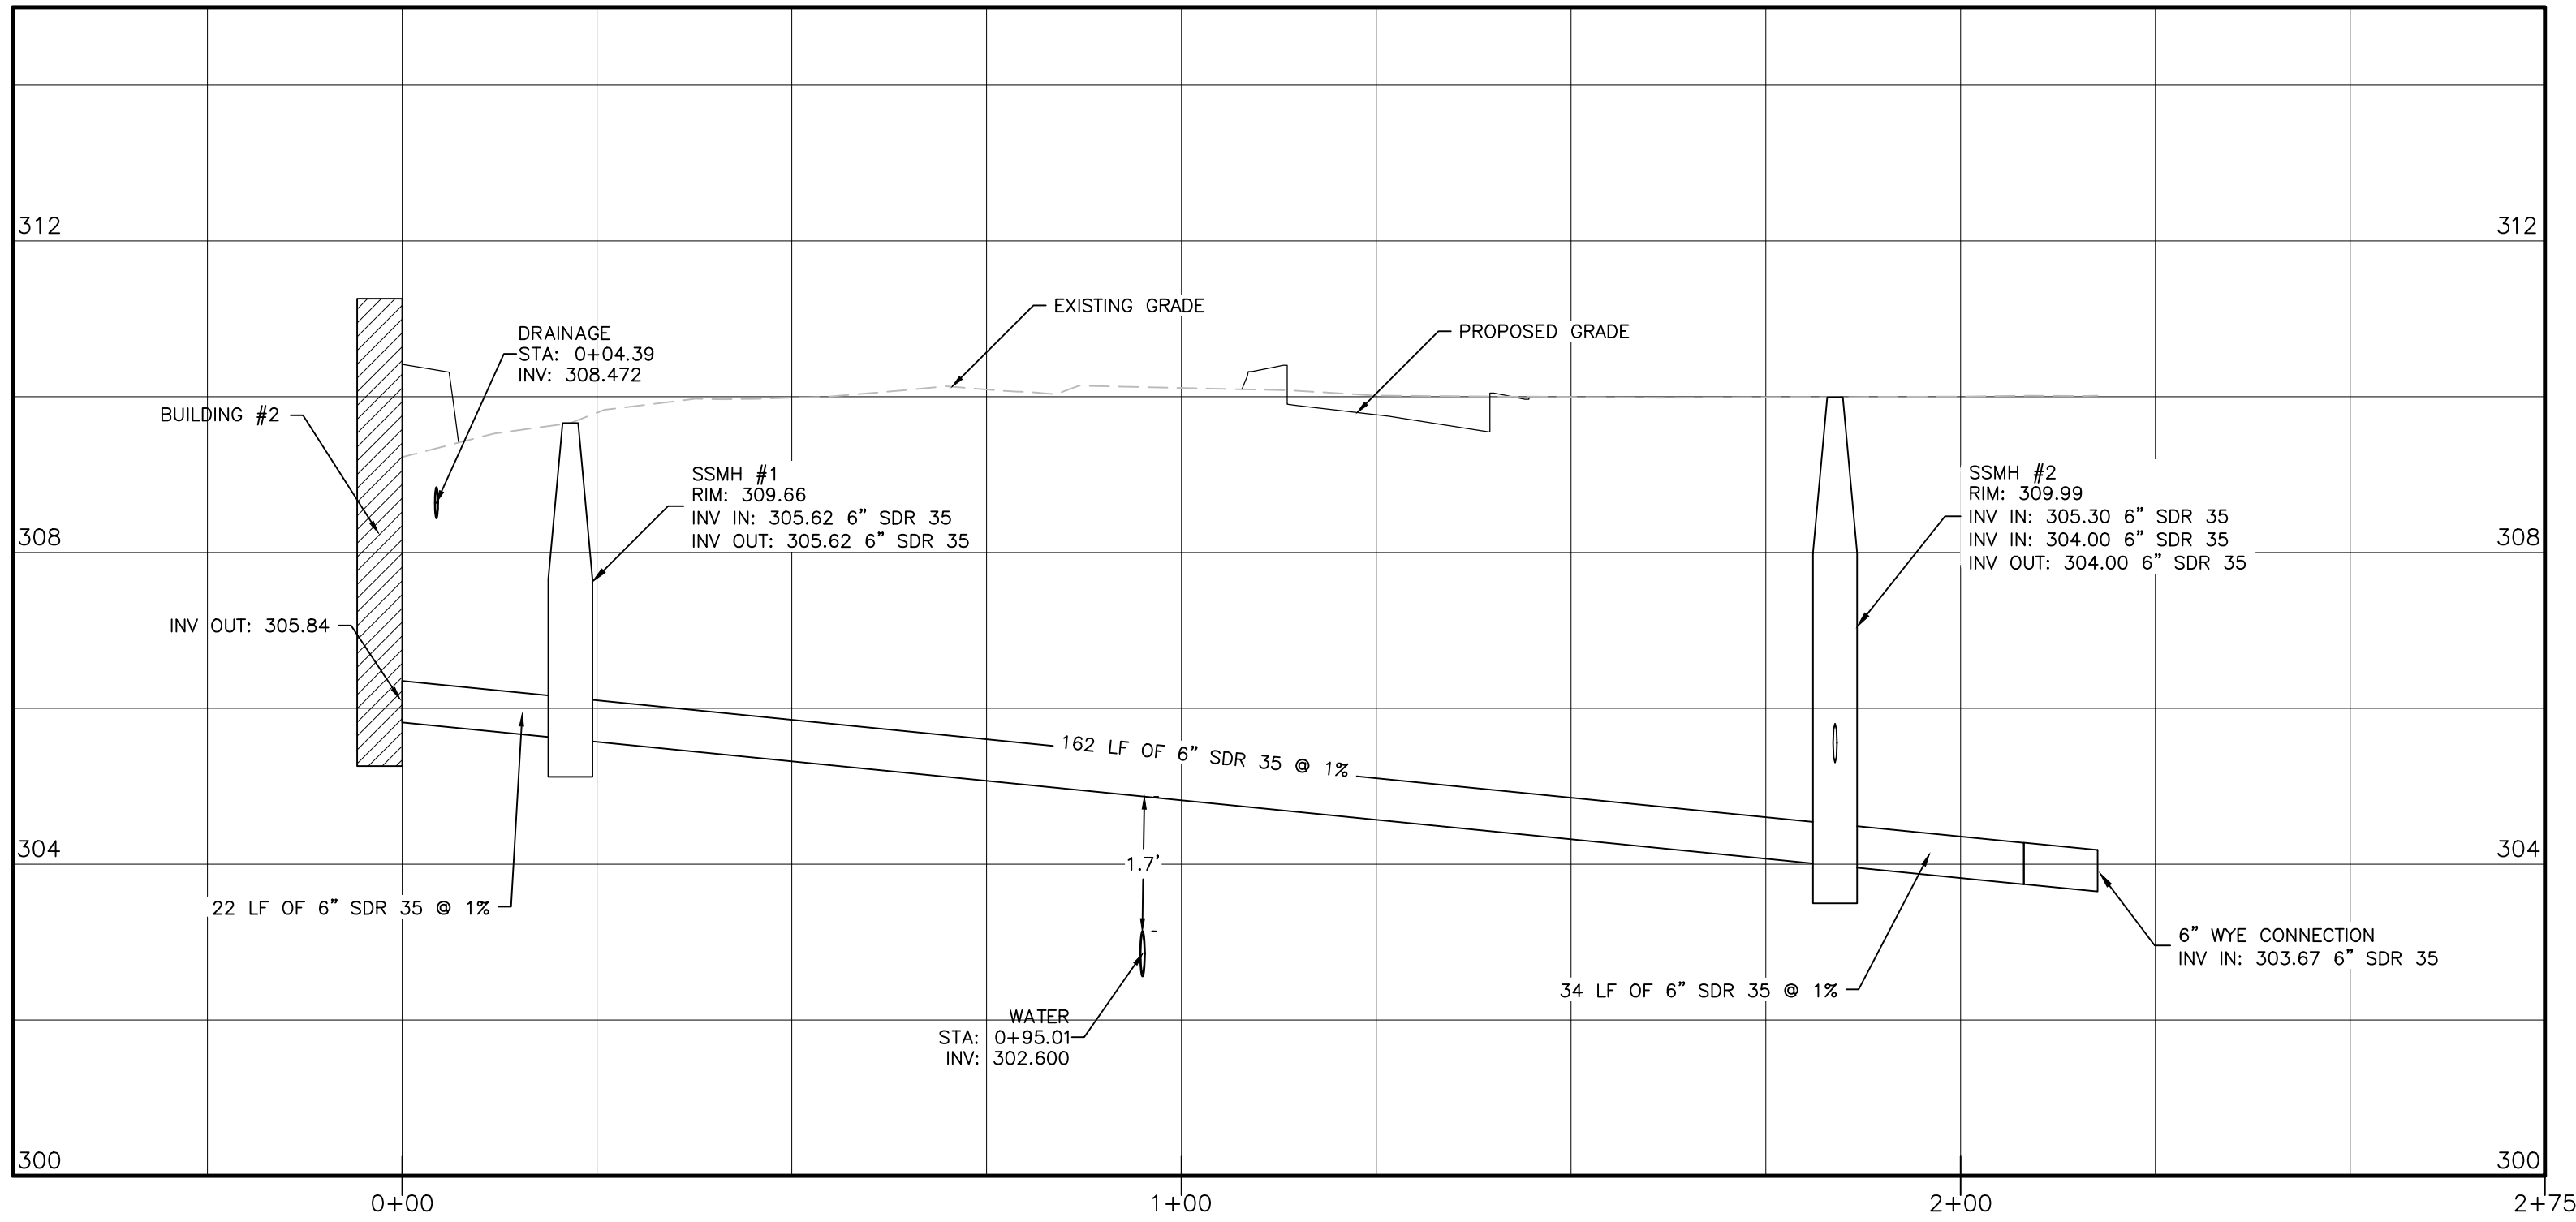 312
312
EXISTING GRADE
PROPOSED GRADE
DRAINAGE
STA: 0+04.39
INV: 308.472
BUILDING #2
SSMH #1
RIM: 309.66
INV IN: 305.62 6” SDR 35
INV OUT: 305.62 6” SDR 35
SSMH #2
RIM: 309.99
INV IN: 305.30 6” SDR 35
INV IN: 304.00 6” SDR 35
INV OUT: 304.00 6” SDR 35
308
308
INV OUT: 305.84
162 LF OF 6” SDR 35 @ 1%
304
1.7’
304
22 LF OF 6” SDR 35 @ 1%
6” WYE CONNECTION
INV IN: 303.67 6” SDR 35
34 LF OF 6” SDR 35 @ 1%
WATER
STA: 0+95.01
INV: 302.600
300
300
0+00
1+00
2+00
2+75